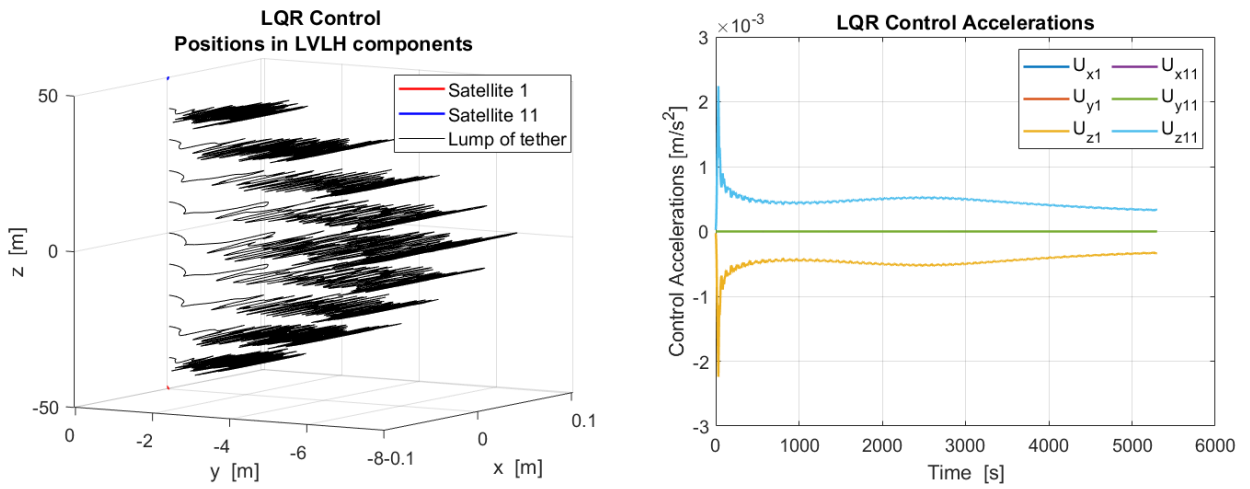 LQR Control
Positions in LVLH components
50
0
-50
z [m]
0
-2
-4
-6
-8
y [m]
-0.1
0
0.1
x [m]
Satellite 1
Satellite 11
Lump of tether
LQR Control Accelerations
×10⁻³
3
2
1
0
-1
-2
-3
Control Accelerations [m/s²]
0
1000
2000
3000
4000
5000
6000
Time [s]
U_x1
U_y1
U_z1
U_x11
U_y11
U_z11